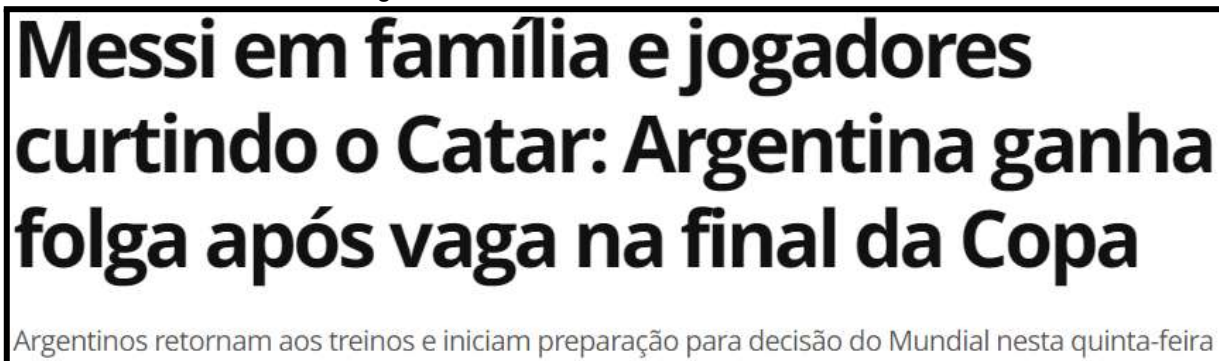 Messi em família e jogadores
curtindo o Catar: Argentina ganha
folga após vaga na final da Copa
Argentinos retornam aos treinos e iniciam preparação para decisão do Mundial nesta quinta-feira